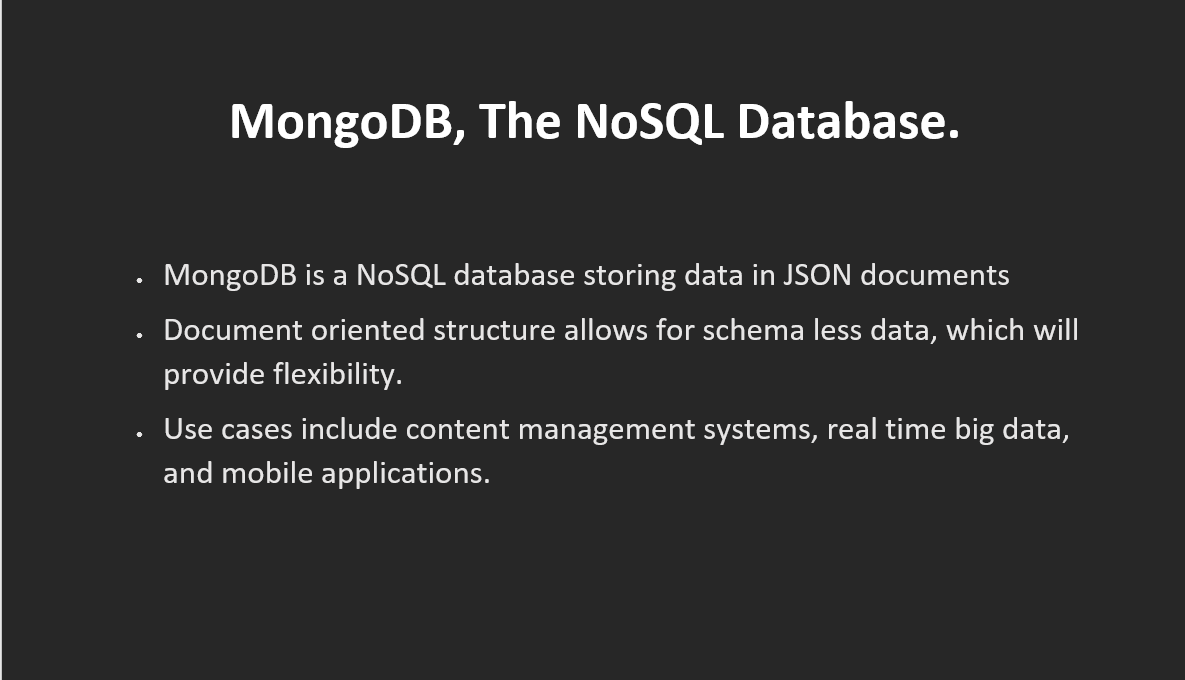 MongoDB, The NoSQL Database.
• MongoDB is a NoSQL database storing data in JSON documents
• Document oriented structure allows for schema less data, which will
provide flexibility.
• Use cases include content management systems, real time big data,
and mobile applications.